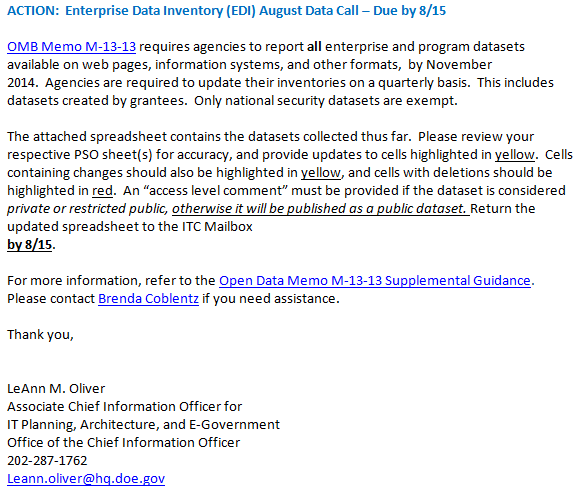 ACTION:  Enterprise Data Inventory (EDI) August Data Call – Due by 8/15
OMB Memo M-13-13 requires agencies to report all enterprise and program datasets
available on web pages, information systems, and other formats,  by November
2014.  Agencies are required to update their inventories on a quarterly basis.  This includes
datasets created by grantees.  Only national security datasets are exempt.
The attached spreadsheet contains the datasets collected thus far.  Please review your
respective PSO sheet(s) for accuracy, and provide updates to cells highlighted in yellow.  Cells
containing changes should also be highlighted in yellow, and cells with deletions should be
highlighted in red.  An “access level comment” must be provided if the dataset is considered
private or restricted public, otherwise it will be published as a public dataset. Return the
updated spreadsheet to the ITC Mailbox
by 8/15.
For more information, refer to the Open Data Memo M-13-13 Supplemental Guidance.
Please contact Brenda Coblentz if you need assistance.
Thank you,
LeAnn M. Oliver
Associate Chief Information Officer for
IT Planning, Architecture, and E-Government
Office of the Chief Information Officer
202-287-1762
Leann.oliver@hq.doe.gov